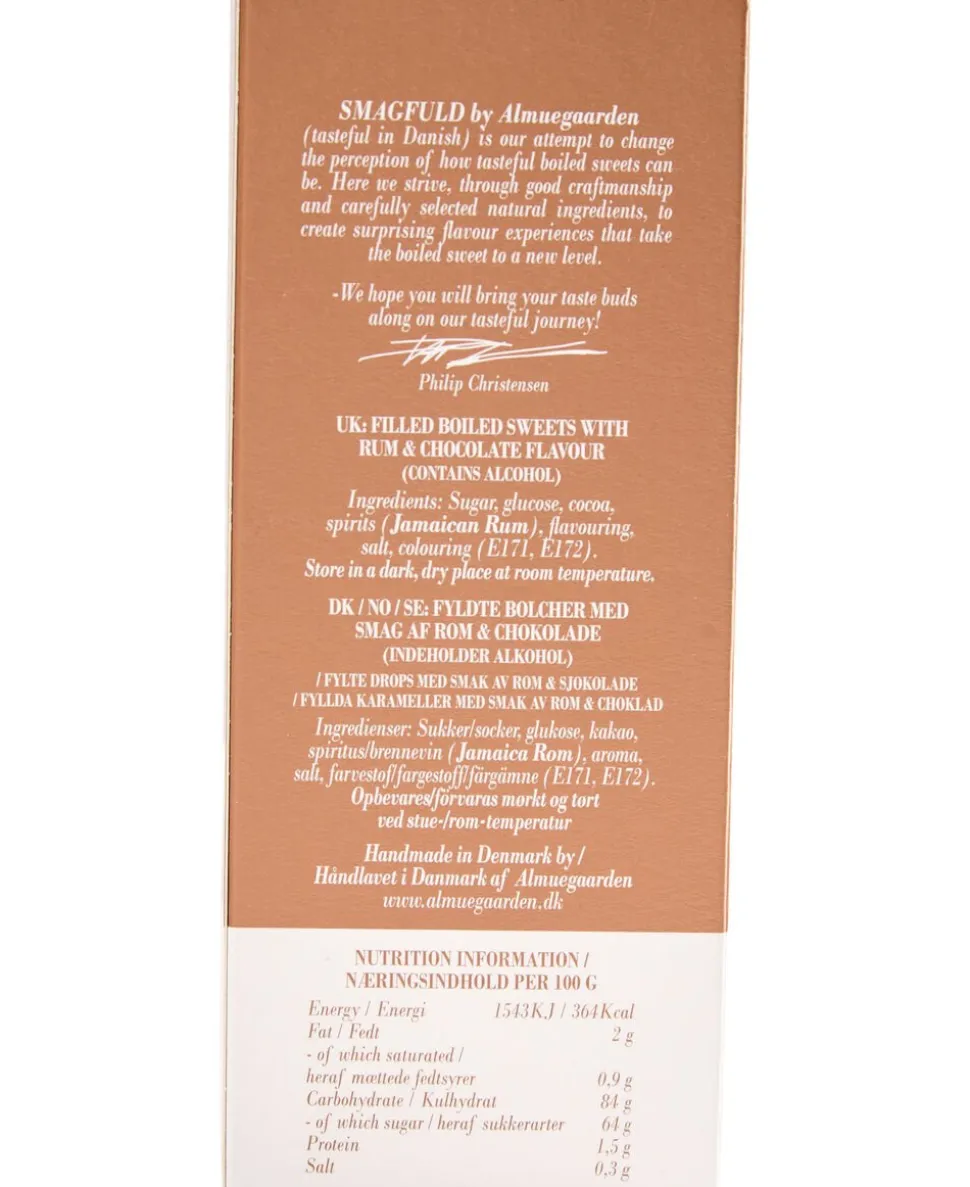 SMAGFULD by Almuegaarden
(tasteful in Danish) is our attempt to change
the perception of how tasteful boiled sweets can
be. Here we strive, through good craftmanship
and carefully selected natural ingredients, to
create surprising flavour experiences that take
the boiled sweet to a new level.
-We hope you will bring your taste buds
along on our tasteful journey!
Philip Christensen
UK: FILLED BOILED SWEETS WITH
RUM & CHOCOLATE FLAVOUR
(CONTAINS ALCOHOL)
Ingredients: Sugar, glucose, cocoa,
spirits (Jamaican Rum), flavouring,
salt, colouring (E171, E172).
Store in a dark, dry place at room temperature.
DK / NO / SE: FYLDTE BOLCHER MED
SMAG AF ROM & CHOKOLADE
(INDEHOLDER ALKOHOL)
/ FYLTE DROPS MED SMAK AV ROM & SJOKOLADE
/ FYLLDA KARAMELLER MED SMAK AV ROM & CHOKLAD
Ingredienser: Sukker/socker, glukose, kakao,
spiritus/brennevin (Jamaica Rom), aroma,
salt, farvestof/fargestoff/färgämne (E171, E172).
Opbevares/förvaras mørkt og tørt
ved stue-/rom-temperatur
Handmade in Denmark by /
Håndlavet i Danmark af Almuegaarden
www.almuegaarden.dk
NUTRITION INFORMATION /
NÆRINGSINDHOLD PER 100 G
Energy / Energi 1543KJ / 364Kcal
Fat / Fedt 2 g
- of which saturated /
heraf mættede fedtsyrer 0,9 g
Carbohydrate / Kulhydrat 84 g
- of which sugar / heraf sukkerarter 64 g
Protein 1,5 g
Salt 0,3 g